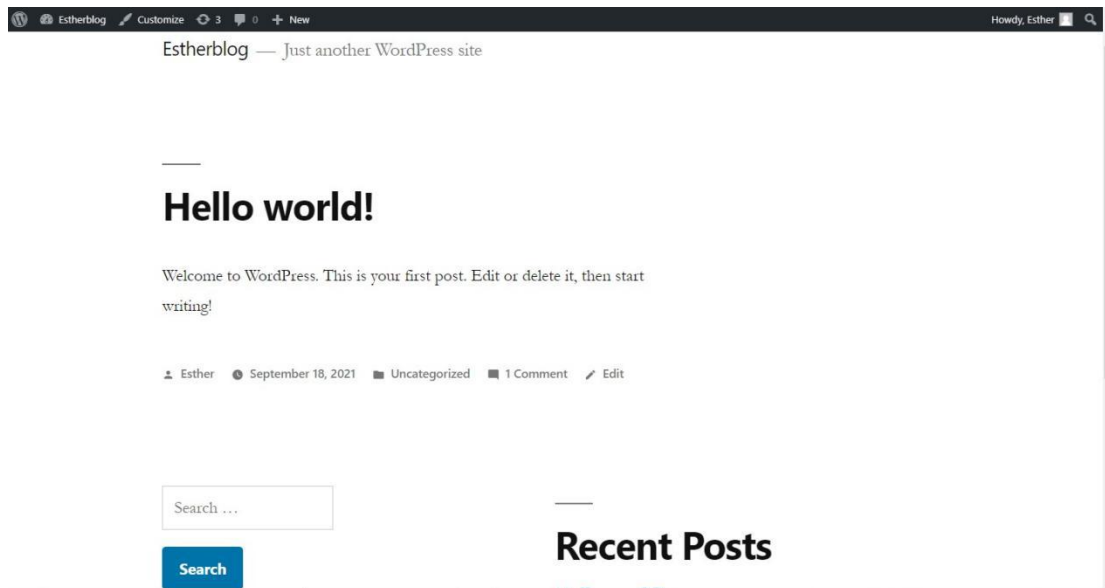 Estherblog Customize 3 0 New Howdy, Esther
Estherblog — Just another WordPress site
Hello world!
Welcome to WordPress. This is your first post. Edit or delete it, then start
writing!
Esther September 18, 2021 Uncategorized 1 Comment Edit
Search …
Search
Recent Posts